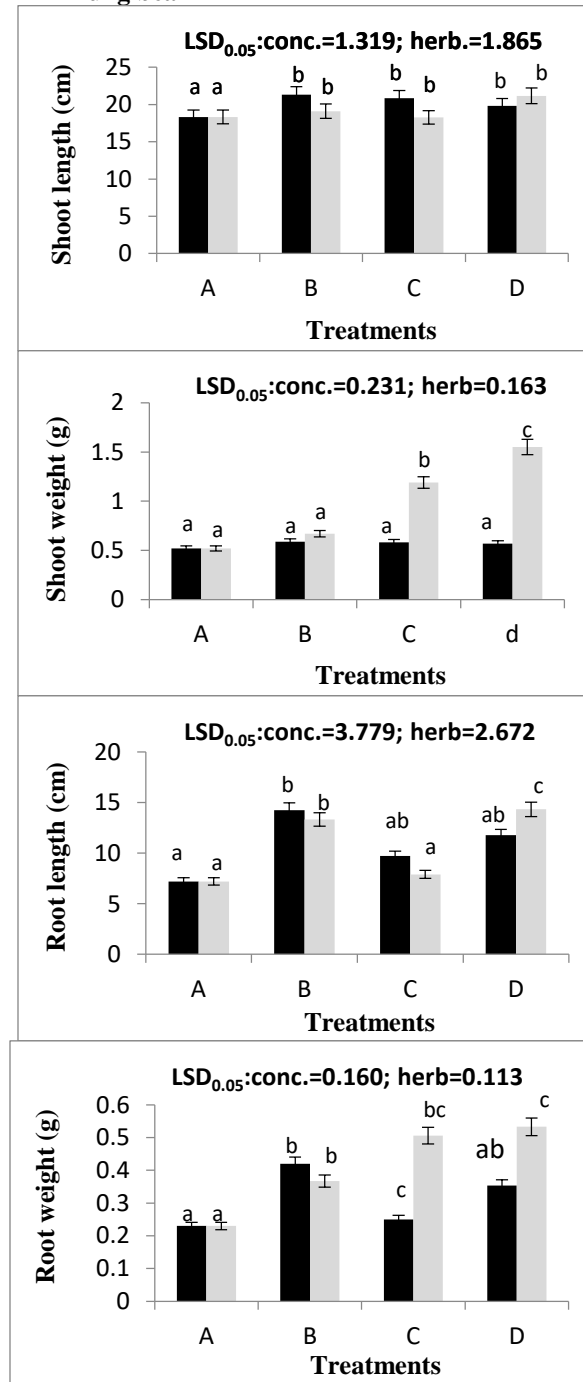 LSD0.05:conc.=1.319; herb.=1.865
25
20
15
10
5
0
Shoot length (cm)
a a b b b b b b
A B C D
Treatments
LSD0.05:conc.=0.231; herb=0.163
2
1.5
1
0.5
0
Shoot weight (g)
a a a a a b a c
A B C d
Treatments
LSD0.05:conc.=3.779; herb=2.672
20
15
10
5
0
Root length (cm)
a a b b ab a ab c
A B C D
Treatments
LSD0.05:conc.=0.160; herb=0.113
0.6
0.5
0.4
0.3
0.2
0.1
0
Root weight (g)
a a b b c bc ab c
A B C D
Treatments